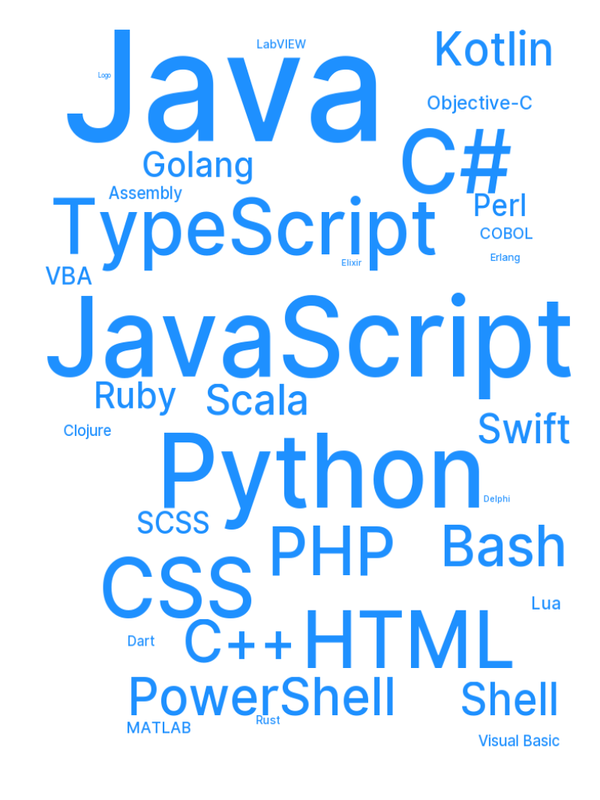 Java
LabVIEW
Kotlin
Logo
Objective-C
C#
Golang
Assembly
Perl
TypeScript
COBOL
Erlang
Elixir
VBA
JavaScript
Ruby
Scala
Clojure
Swift
Python
Delphi
SCSS
PHP
Bash
CSS
Lua
Dart
C++
HTML
PowerShell
Shell
Rust
MATLAB
Visual Basic